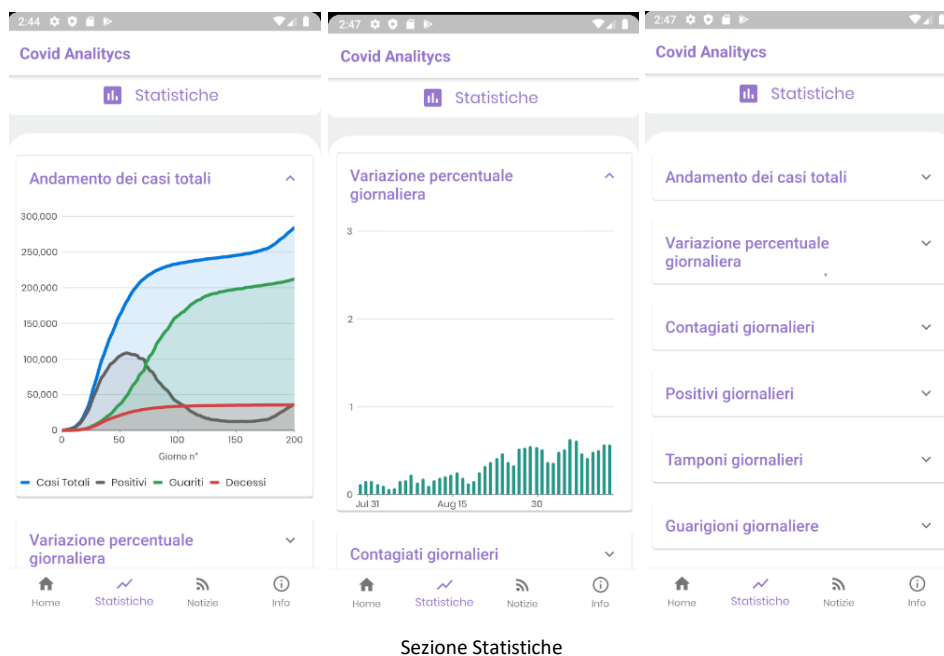 2:44
Covid Analitycs
Statistiche
Andamento dei casi totali
300,000
250,000
200,000
150,000
100,000
50,000
0
0 50 100 150 200
Giorno n°
Casi Totali Positivi Guariti Decessi
Variazione percentuale
giornaliera
Home Statistiche Notizie Info
2:47
Covid Analitycs
Statistiche
Variazione percentuale
giornaliera
3
2
1
0
Jul 31 Aug 15 30
Contagiati giornalieri
Home Statistiche Notizie Info
2:47
Covid Analitycs
Statistiche
Andamento dei casi totali
Variazione percentuale
giornaliera
Contagiati giornalieri
Positivi giornalieri
Tamponi giornalieri
Guarigioni giornaliere
Home Statistiche Notizie Info
Sezione Statistiche